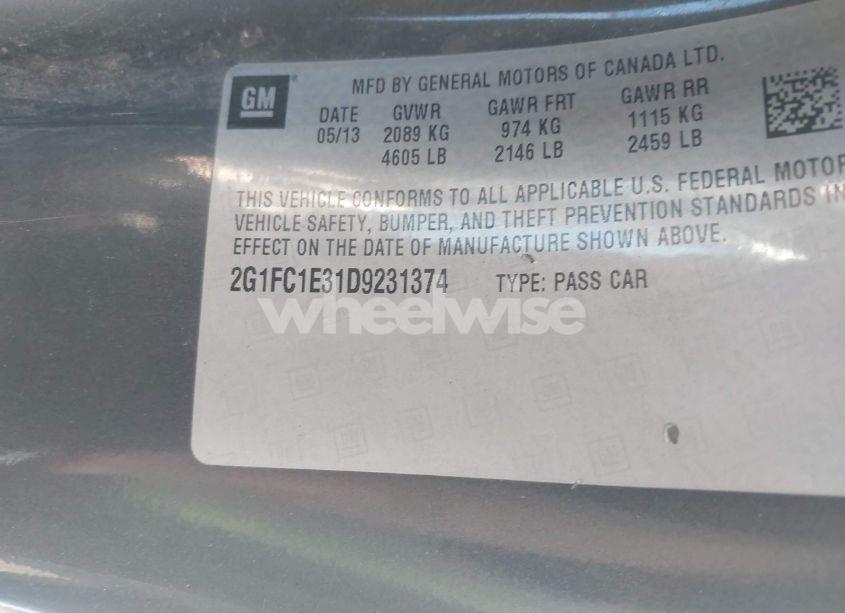 GM
MFD BY GENERAL MOTORS OF CANADA LTD.
DATE GVWR GAWR FRT GAWR RR
05/13 2089 KG 974 KG 1115 KG
4605 LB 2146 LB 2459 LB
THIS VEHICLE CONFORMS TO ALL APPLICABLE U.S. FEDERAL MOTOR
VEHICLE SAFETY, BUMPER, AND THEFT PREVENTION STANDARDS IN
EFFECT ON THE DATE OF MANUFACTURE SHOWN ABOVE.
2G1FC1E31D9231374 TYPE: PASS CAR
wheelwise